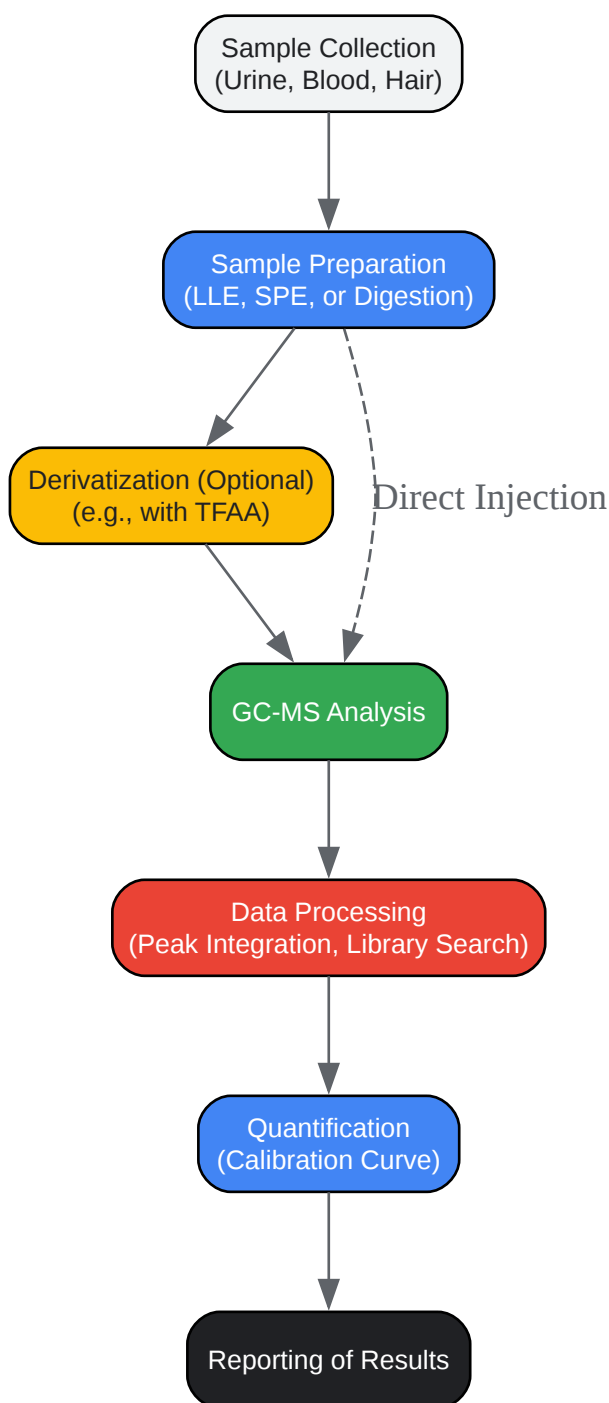 Sample Collection
(Urine, Blood, Hair)
Sample Preparation
(LLE, SPE, or Digestion)
Derivatization (Optional)
(e.g., with TFAA)
Direct Injection
GC-MS Analysis
Data Processing
(Peak Integration, Library Search)
Quantification
(Calibration Curve)
Reporting of Results